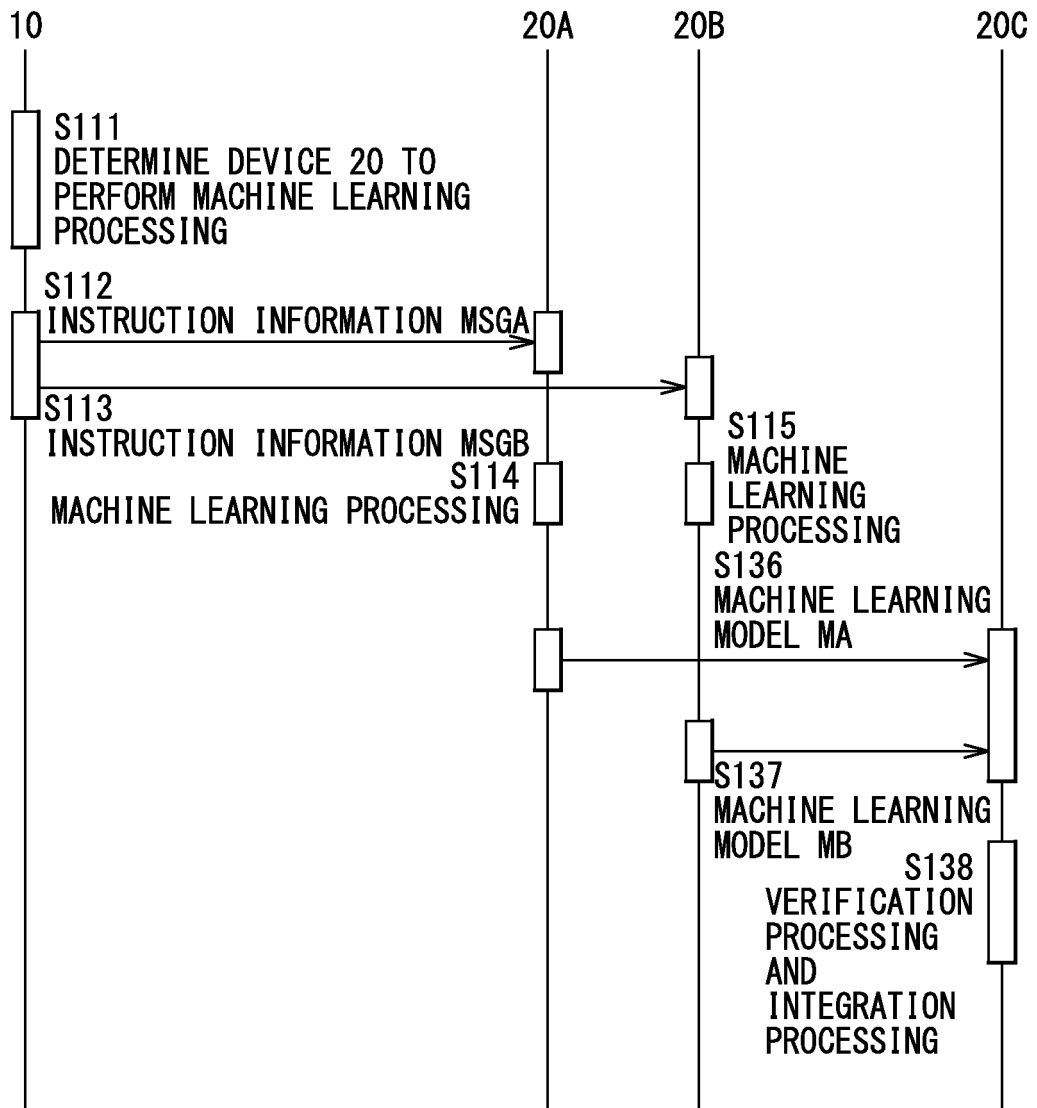 10
20A
20B
20C
S111
DETERMINE DEVICE 20 TO
PERFORM MACHINE LEARNING
PROCESSING
S112
INSTRUCTION INFORMATION MSGA
S113
INSTRUCTION INFORMATION MSGB
S114
MACHINE LEARNING PROCESSING
S115
MACHINE
LEARNING
PROCESSING
S136
MACHINE LEARNING
MODEL MA
S137
MACHINE LEARNING
MODEL MB
S138
VERIFICATION
PROCESSING
AND
INTEGRATION
PROCESSING